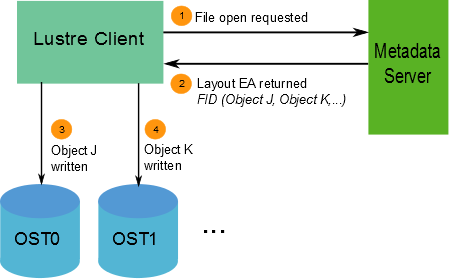 Lustre Client
1 File open requested
Metadata
Server
2 Layout EA returned
FID (Object J, Object K,...)
3
Object J
written
4
Object K
written
OST0
OST1
...